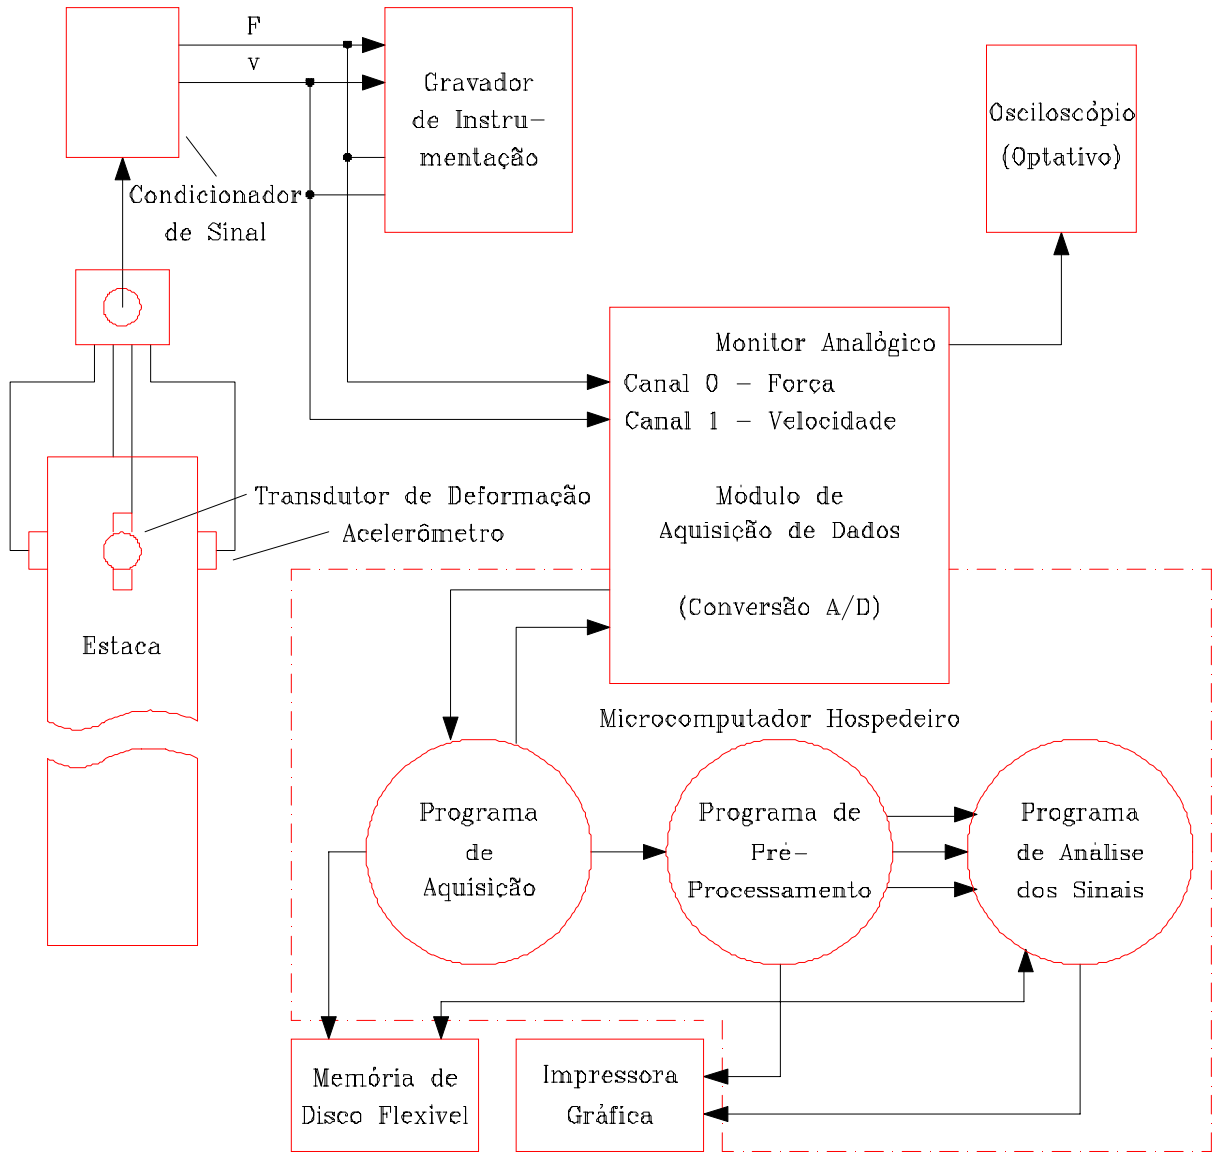 F
v
Gravador
de Instru-
mentação
Osciloscópio
(Optativo)
Condicionador
de Sinal
Monitor Analógico
Canal 0 - Força
Canal 1 - Velocidade
Transdutor de Deformação
Acelerômetro
Módulo de
Aquisição de Dados
(Conversão A/D)
Estaca
Microcomputador Hospedeiro
Programa
de
Aquisição
Programa de
Pré-
Processamento
Programa
de Análise
dos Sinais
Memória de
Disco Flexivel
Impressora
Gráfica